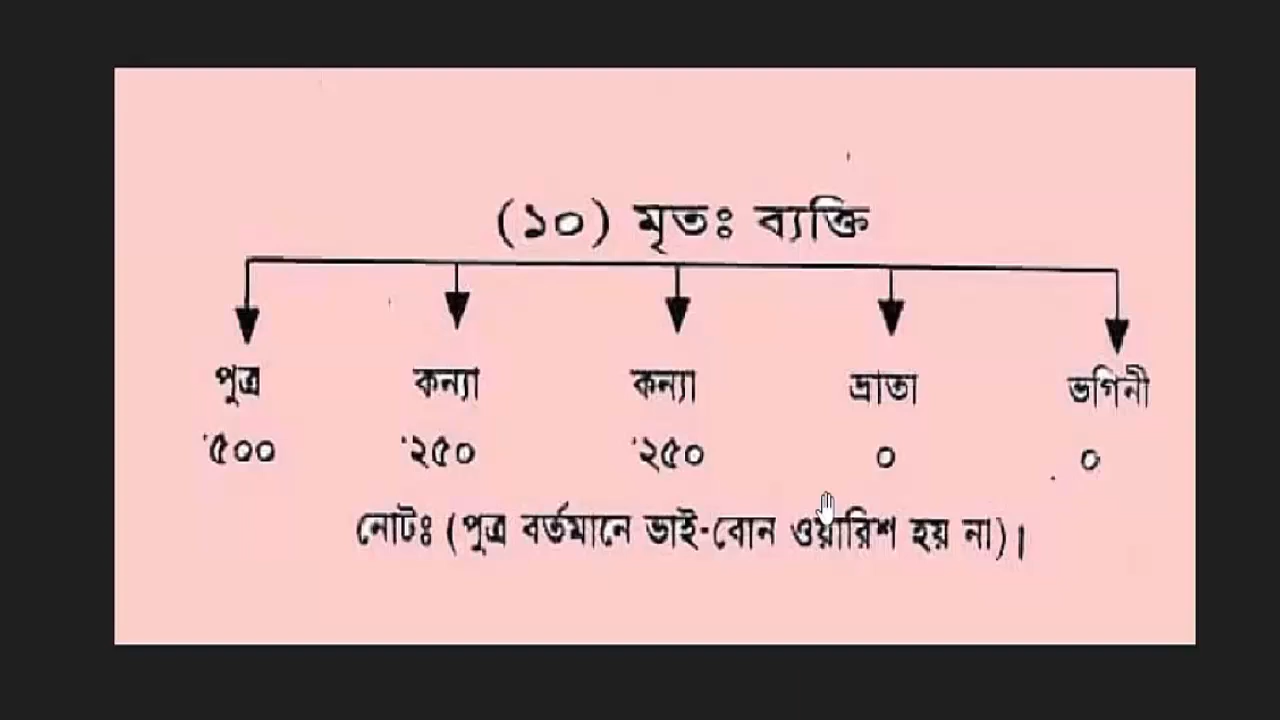 (১০) মৃতঃ ব্যক্তি
পুত্র কন্যা কন্যা ভ্রাতা ভগিনী
.৫০০ .২৫০ .২৫০ ০ ০
নোটঃ (পুত্র বর্তমানে ভাই-বোন ওয়ারিশ হয় না)।